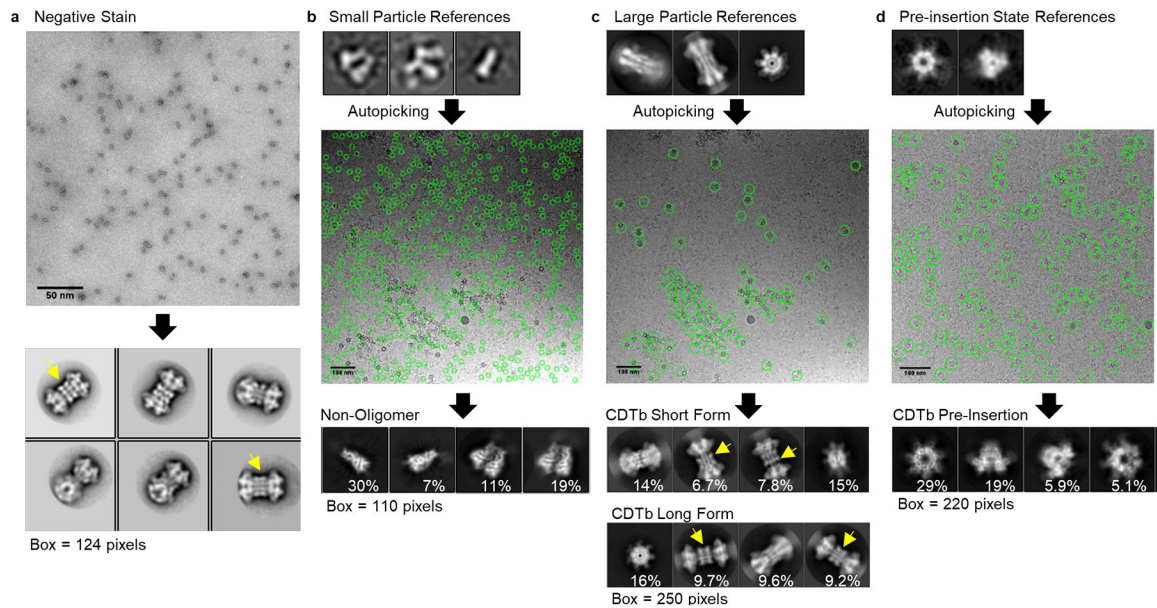 a Negative Stain
50 nm
Box = 124 pixels
b Small Particle References
Autopicking
100 nm
Non-Oligomer
30% 7% 11% 19%
Box = 110 pixels
c Large Particle References
Autopicking
100 nm
CDTb Short Form
14% 6.7% 7.8% 15%
CDTb Long Form
16% 9.7% 9.6% 9.2%
Box = 250 pixels
d Pre-insertion State References
Autopicking
100 nm
CDTb Pre-Insertion
29% 19% 5.9% 5.1%
Box = 220 pixels